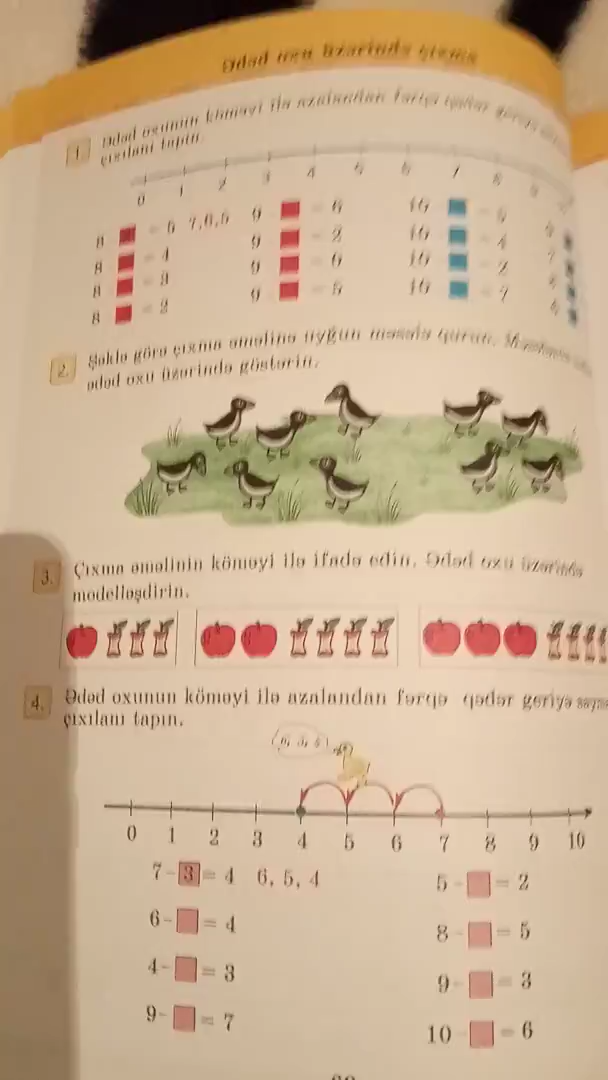 Ədəd oxu üzərində çıxma
1. Ədəd oxunun köməyi ilə azalandan fərqə qədər geriyə
çıxılanı tapın.
0 1 2 3 4 5 6 7 8 9
8 = 5 7,6,5 9 = 6 10
8 = 4 9 = 2 10 = 4
8 = 3 9 = 6 10 = 2
8 = 2 9 = 5 10 = 7
2. Şəklə görə çıxma əməlinə uyğun məsələ qurun.
ədəd oxu üzərində göstərin.
3. Çıxma əməlinin köməyi ilə ifadə edin. Ədəd oxu üzərində
modelləşdirin.
4. Ədəd oxunun köməyi ilə azalandan fərqə qədər geriyə
çıxılanı tapın.
0 1 2 3 4 5 6 7 8 9 10
7- 3 = 4 6, 5, 4 5 - = 2
6- = 4 8 - = 5
4- = 3 9- = 3
9- = 7 10 - = 6